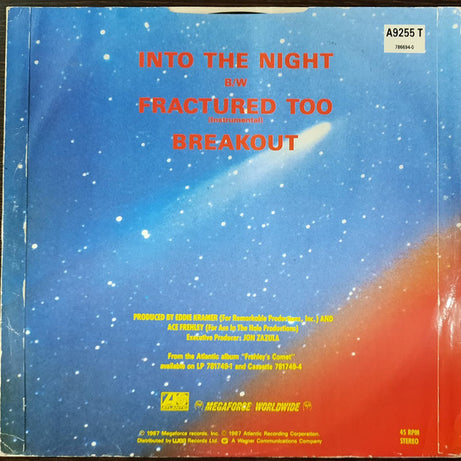 A9255 T
786694-0
INTO THE NIGHT
B/W
FRACTURED TOO
(Instrumental)
BREAKOUT
PRODUCED BY EDDIE KRAMER (For Remarkable Productions, Inc.) AND
ACE FREHLEY (For Am Ip The Hole Productions)
Executive Producers JON ZAZULA
From the Atlantic album "Frehley's Comet"
available on LP 781749-1 and Cassette 781749-4
MEGAFORCE WORLDWIDE
℗ 1987 Megaforce records, Inc. © 1987 Atlantic Recording Corporation.
Distributed by wea Records Ltd. A Warner Communications Company
45 RPM
STEREO